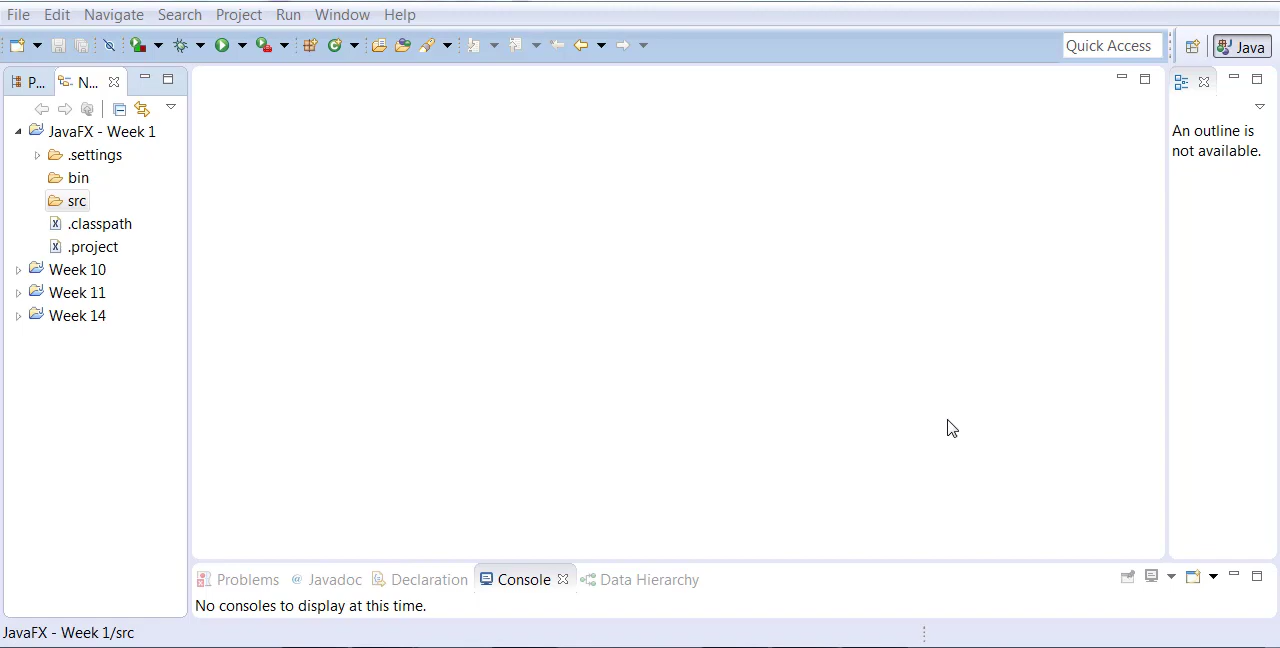 File Edit Navigate Search Project Run Window Help
Quick Access
Java
P...
N...
JavaFX - Week 1
.settings
bin
src
.classpath
.project
Week 10
Week 11
Week 14
An outline is
not available.
Problems @ Javadoc Declaration Console Data Hierarchy
No consoles to display at this time.
JavaFX - Week 1/src